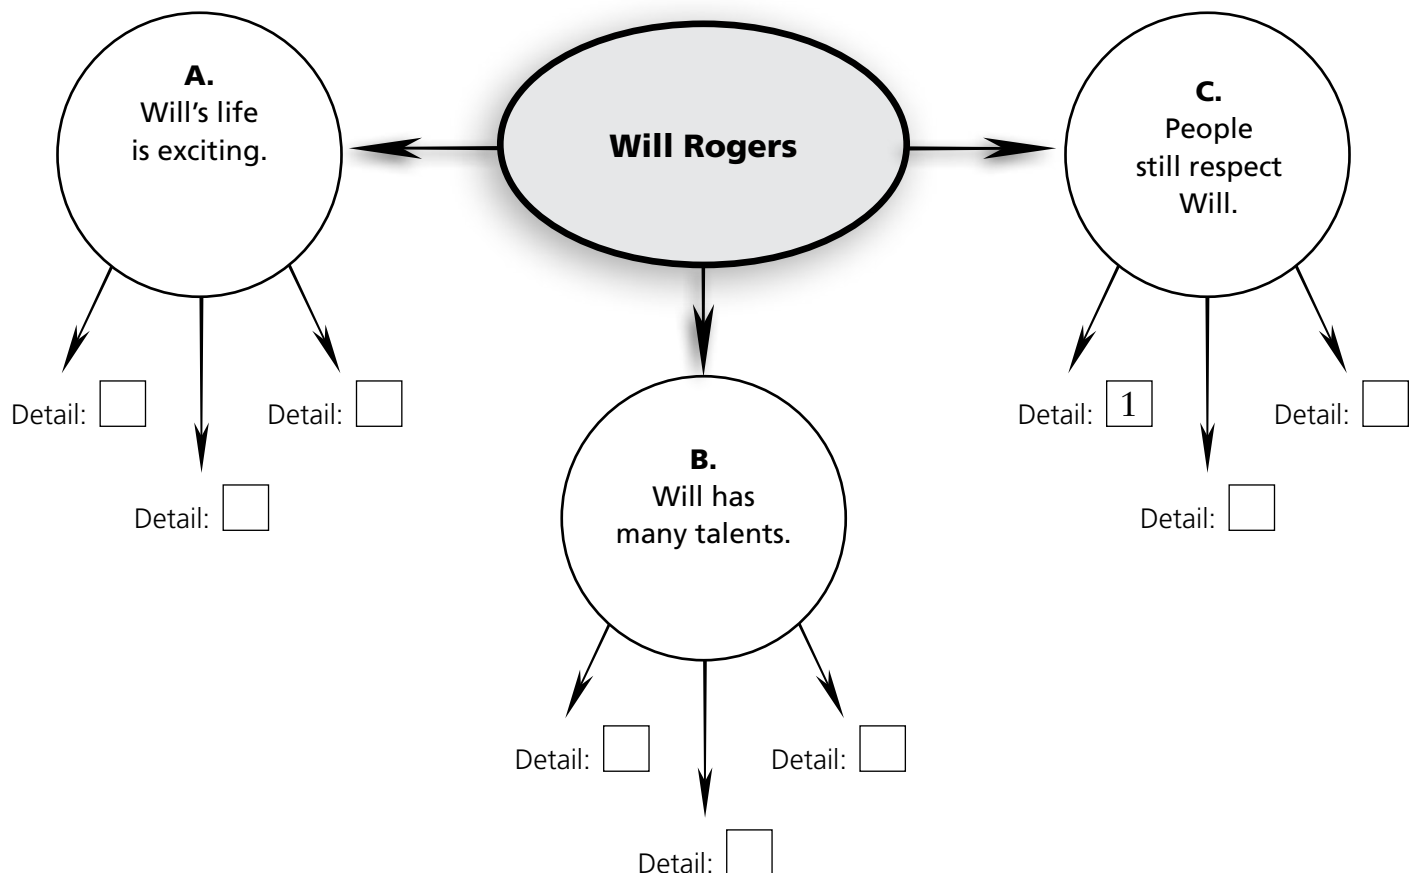 Will Rogers
A.
Will's life
is exciting.
Detail:
Detail:
Detail:
B.
Will has
many talents.
Detail:
Detail:
Detail:
C.
People
still respect
Will.
Detail: 1
Detail:
Detail: